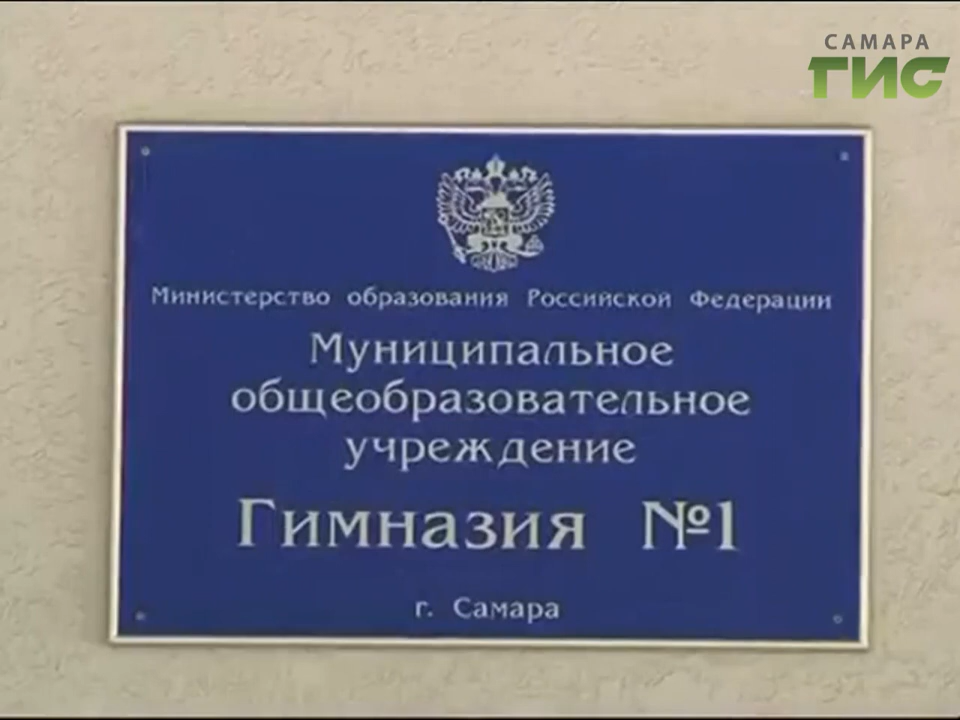 САМАРА
ГИС
Министерство образования Российской Федерации
Муниципальное
общеобразовательное
учреждение
Гимназия №1
г. Самара